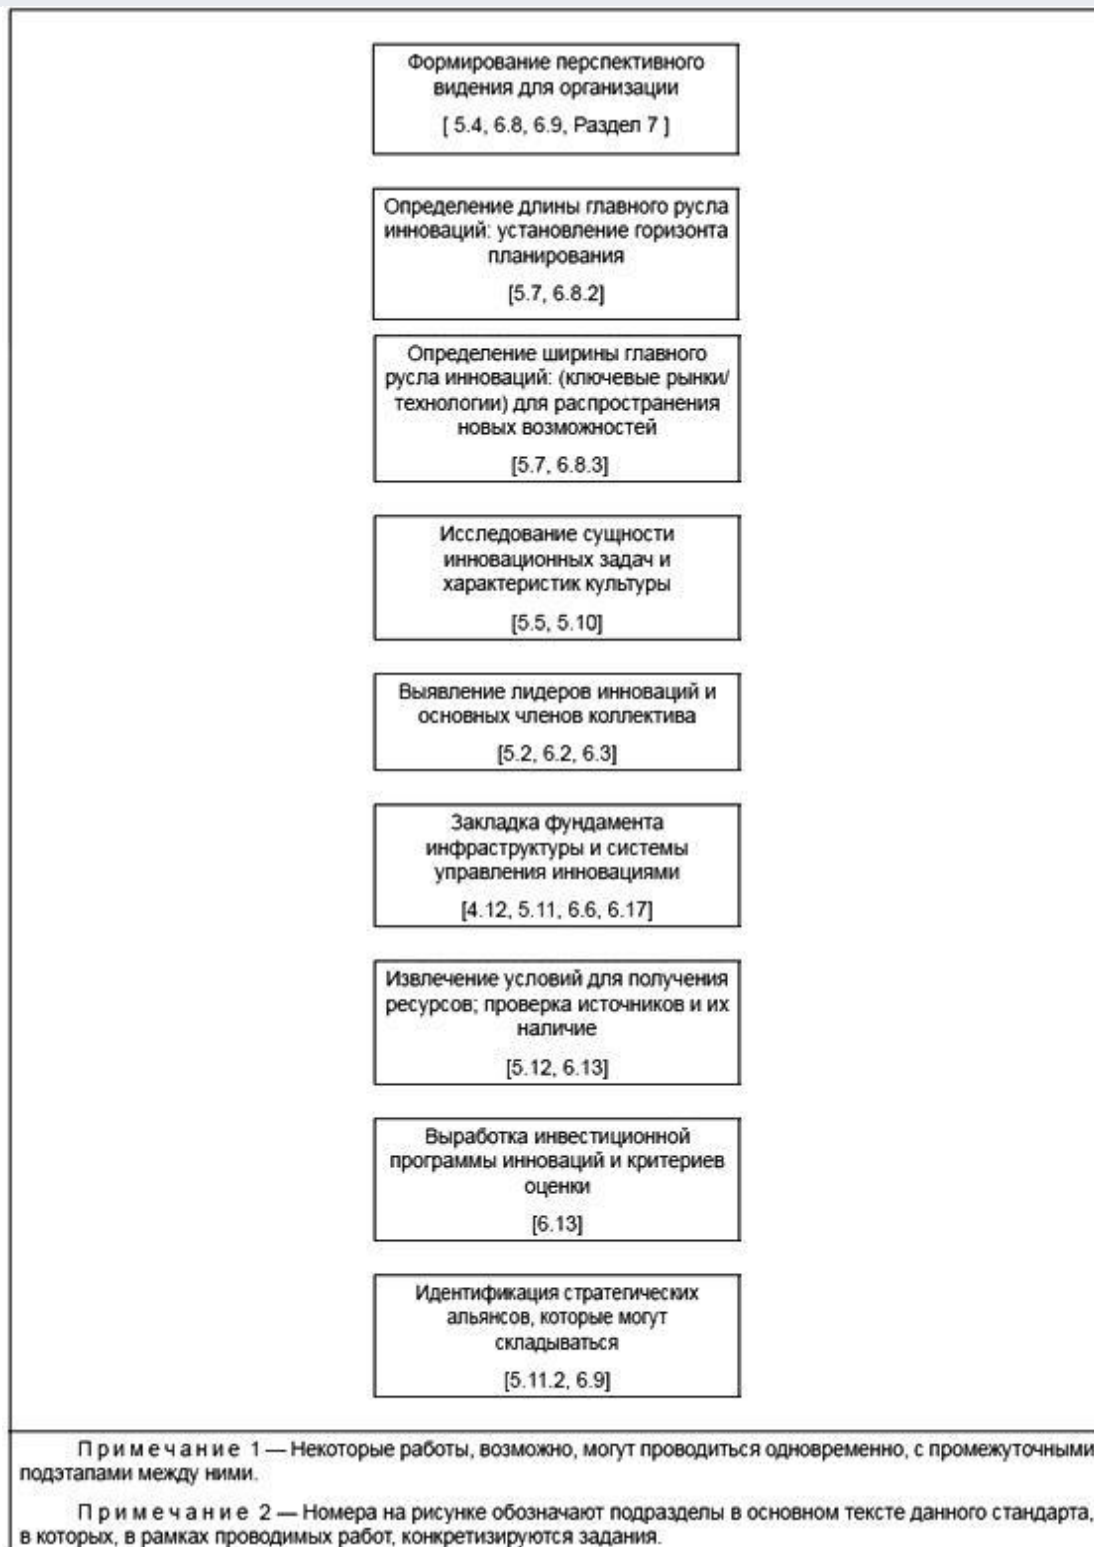 Формирование перспективного
видения для организации
[ 5.4, 6.8, 6.9, Раздел 7 ]
Определение длины главного русла
инноваций: установление горизонта
планирования
[5.7, 6.8.2]
Определение ширины главного
русла инноваций: (ключевые рынки/
технологии) для распространения
новых возможностей
[5.7, 6.8.3]
Исследование сущности
инновационных задач и
характеристик культуры
[5.5, 5.10]
Выявление лидеров инноваций и
основных членов коллектива
[5.2, 6.2, 6.3]
Закладка фундамента
инфраструктуры и системы
управления инновациями
[4.12, 5.11, 6.6, 6.17]
Извлечение условий для получения
ресурсов; проверка источников и их
наличие
[5.12, 6.13]
Выработка инвестиционной
программы инноваций и критериев
оценки
[6.13]
Идентификация стратегических
альянсов, которые могут
складываться
[5.11.2, 6.9]
Примечание 1 — Некоторые работы, возможно, могут проводиться одновременно, с промежуточными
подэтапами между ними.
Примечание 2 — Номера на рисунке обозначают подразделы в основном тексте данного стандарта,
в которых, в рамках проводимых работ, конкретизируются задания.